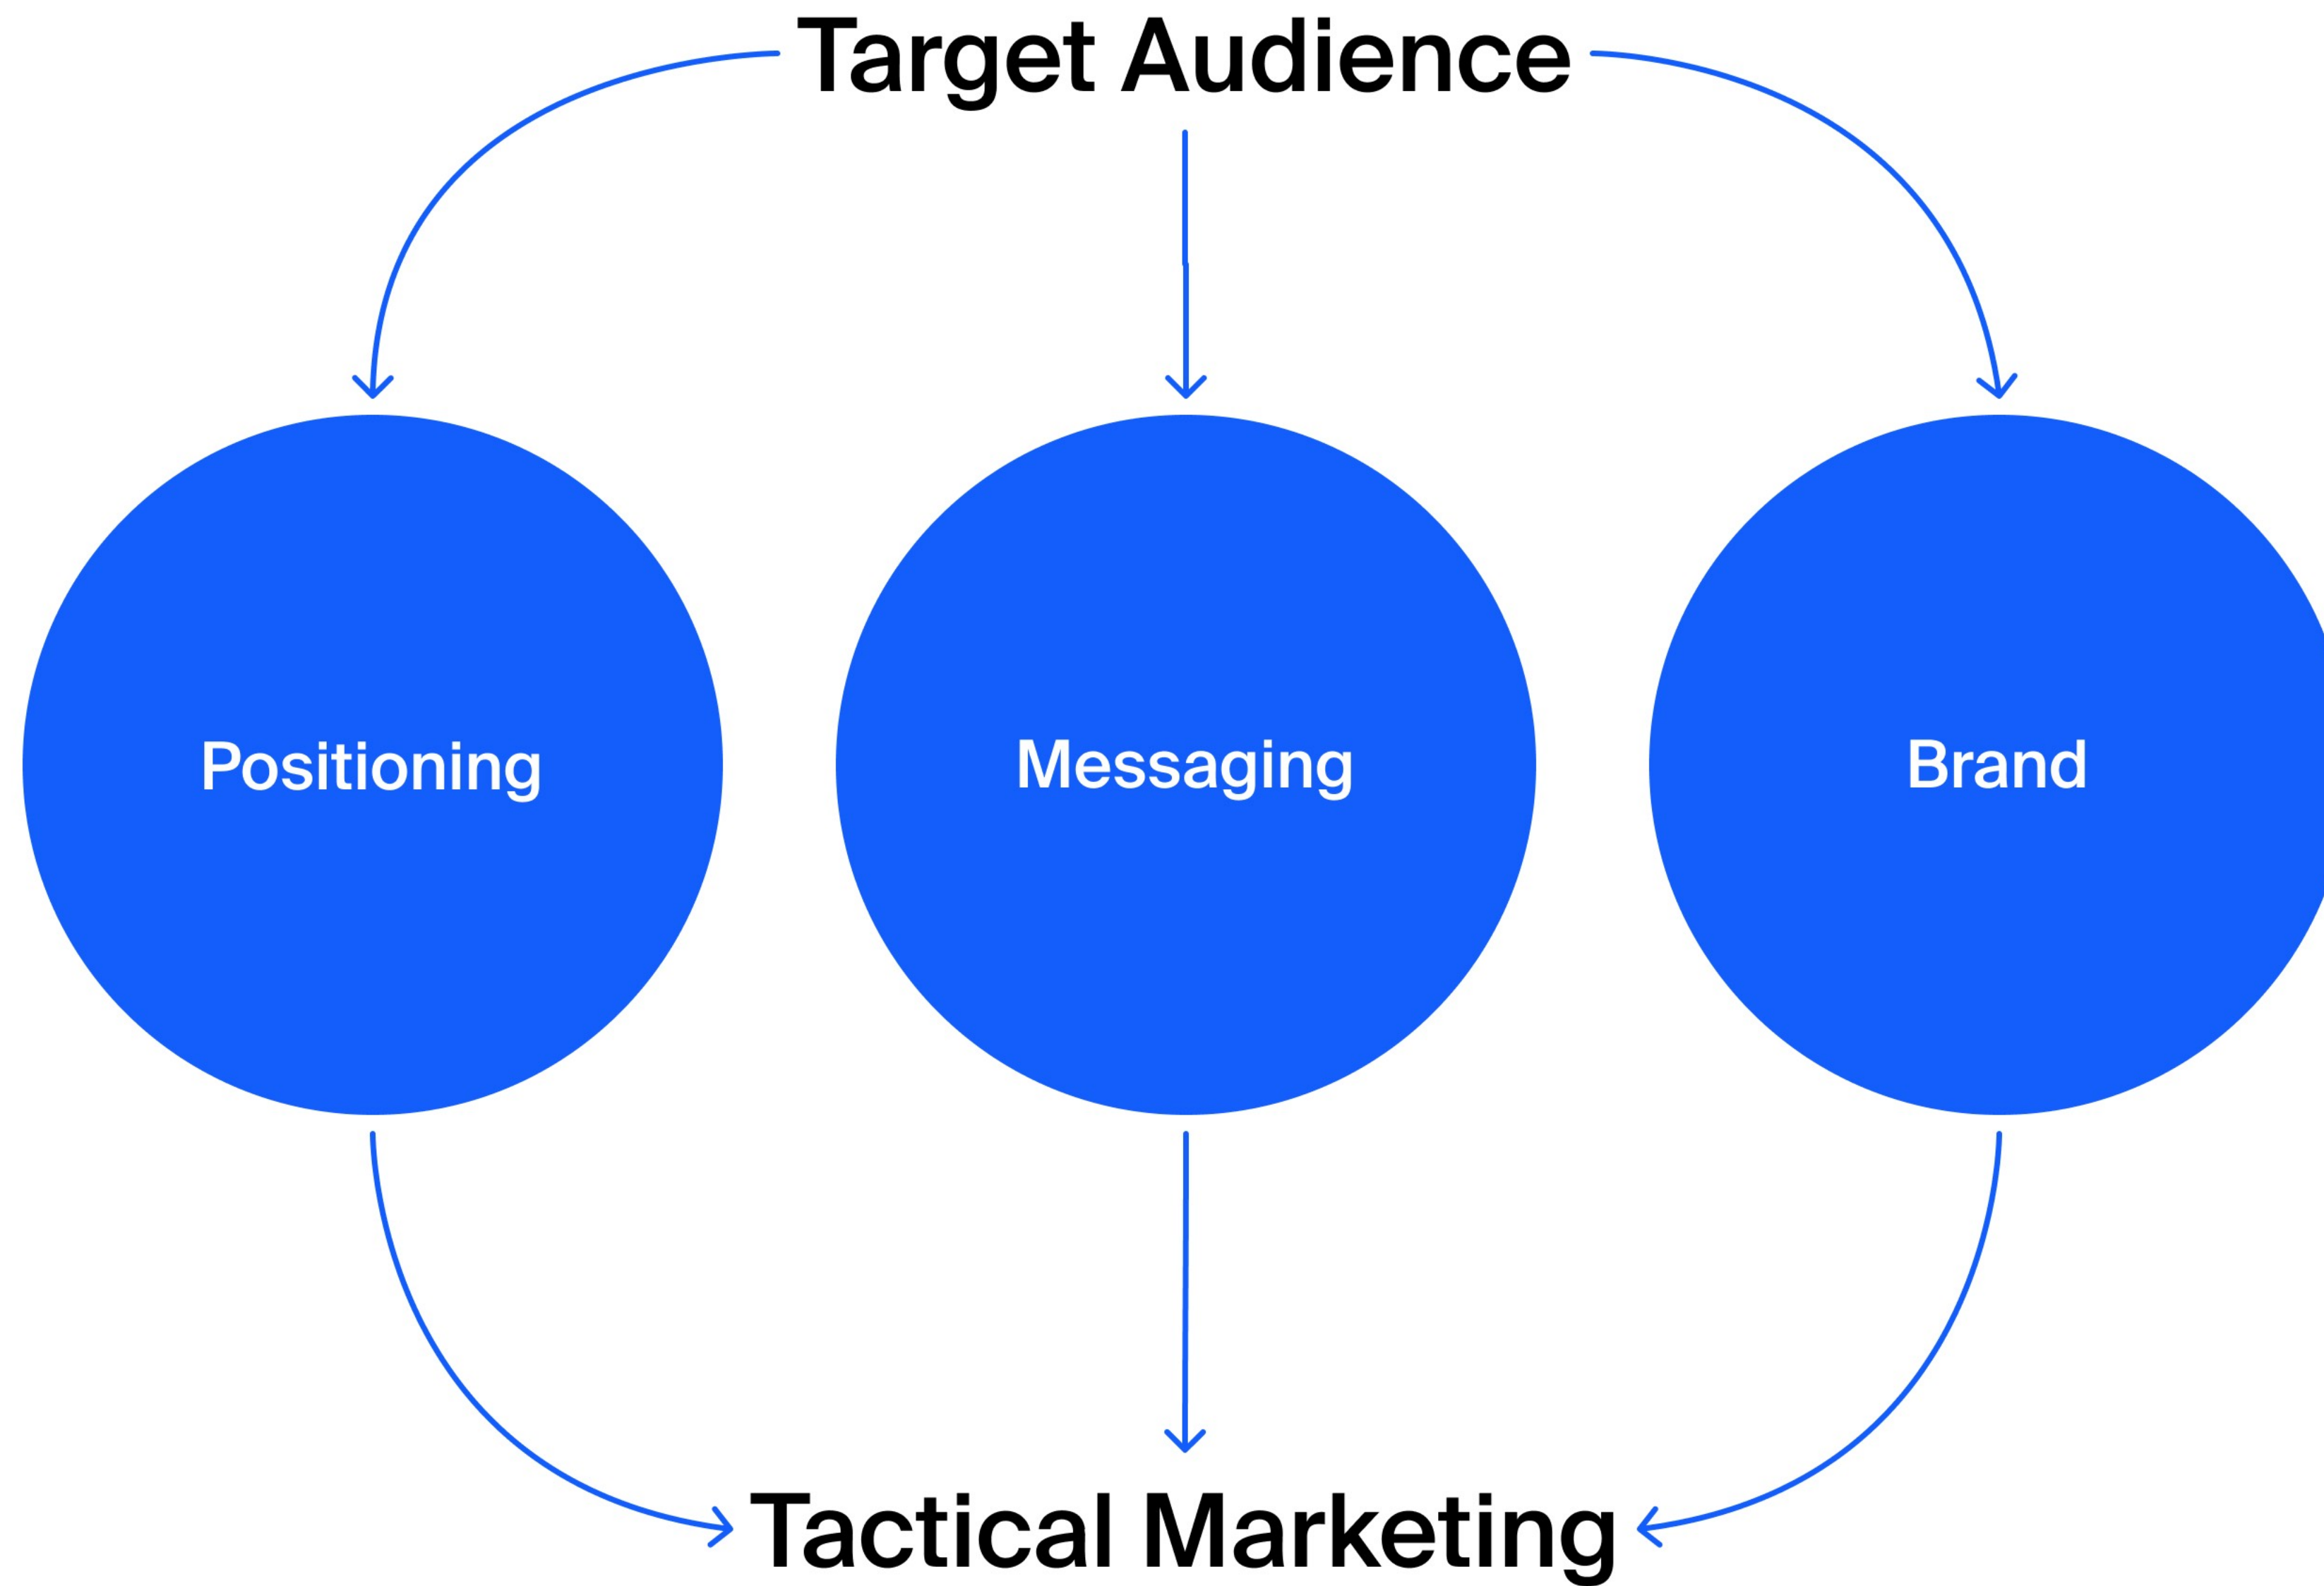 Target Audience
Positioning
Messaging
Brand
Tactical Marketing